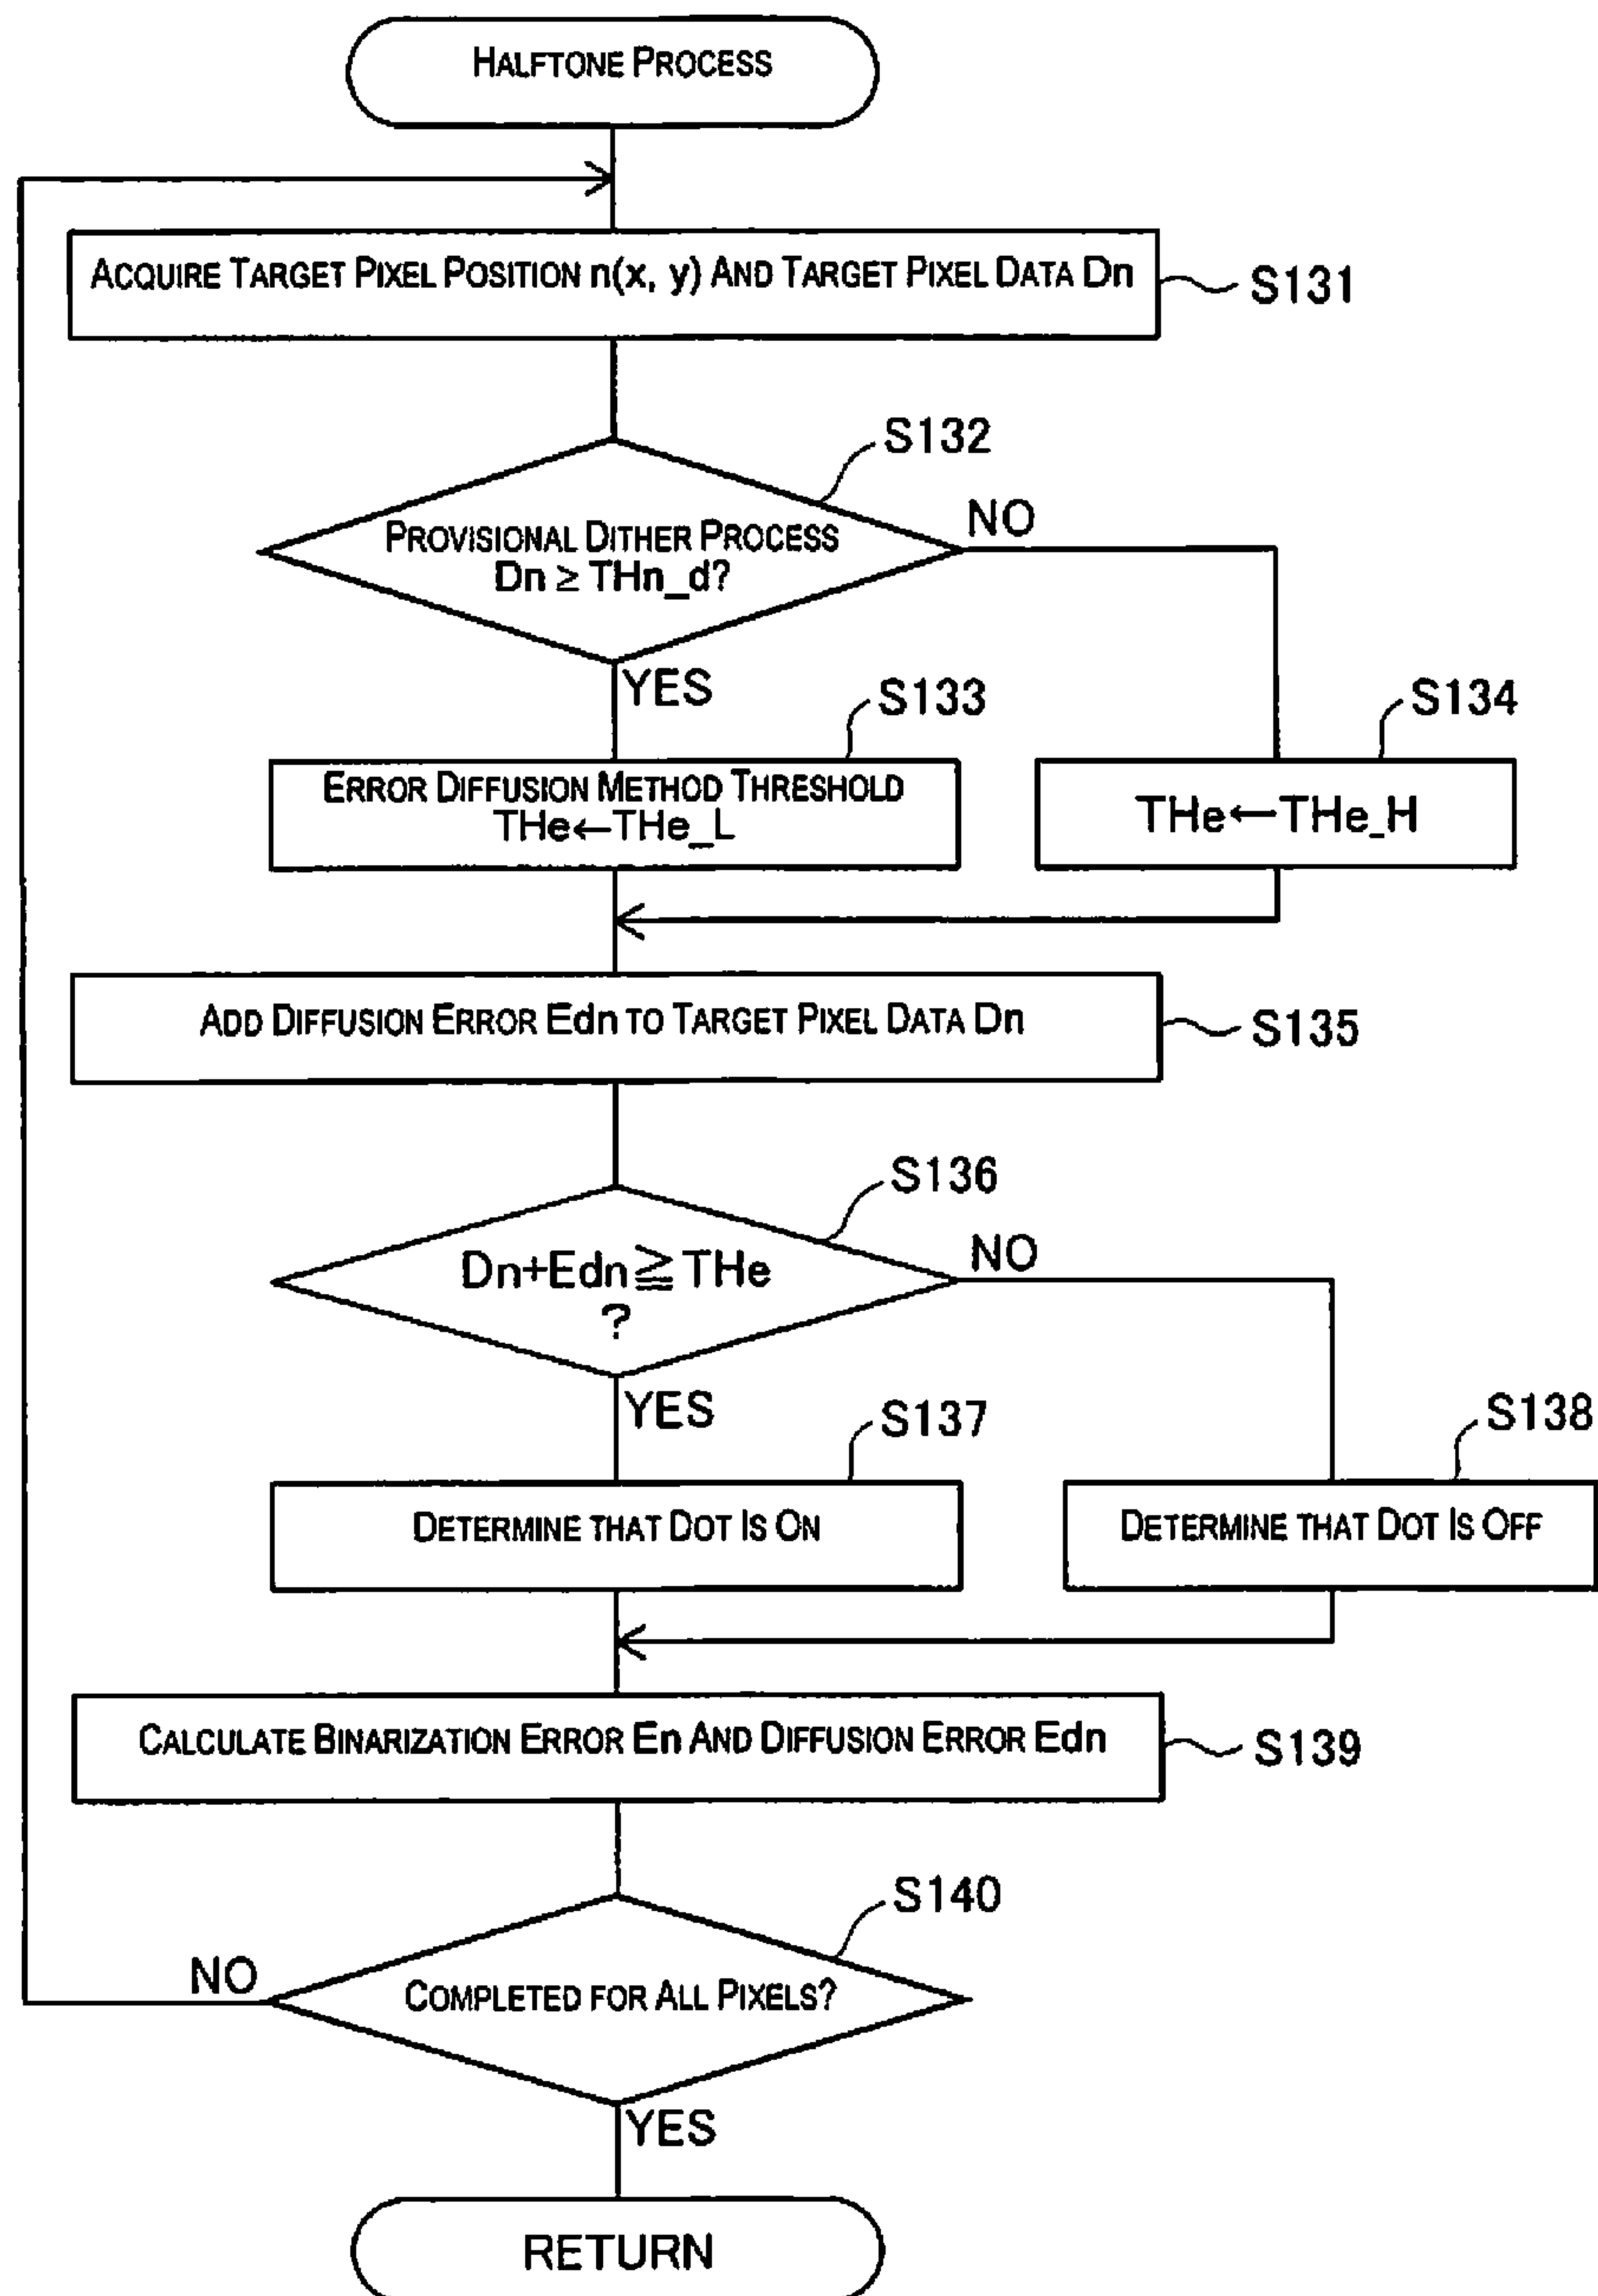 HALFTONE PROCESS
ACQUIRE TARGET PIXEL POSITION n(x, y) AND TARGET PIXEL DATA Dn
S131
S132
PROVISIONAL DITHER PROCESS
Dn ≥ THn_d?
NO
YES
S133
S134
ERROR DIFFUSION METHOD THRESHOLD
THe←THe_L
THe←THe_H
ADD DIFFUSION ERROR Edn TO TARGET PIXEL DATA Dn
S135
S136
Dn+Edn≧THe
?
NO
YES
S137
S138
DETERMINE THAT DOT IS ON
DETERMINE THAT DOT IS OFF
CALCULATE BINARIZATION ERROR En AND DIFFUSION ERROR Edn
S139
S140
NO
COMPLETED FOR ALL PIXELS?
YES
RETURN